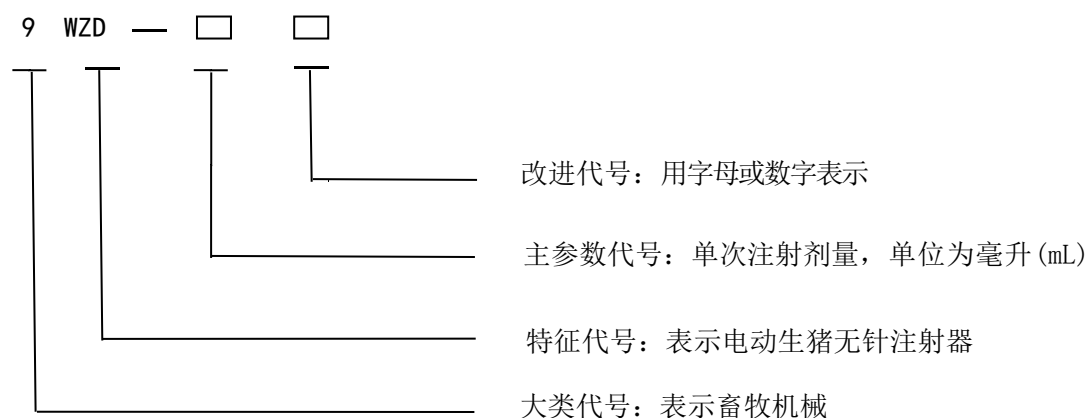 9 WZD — □ □
改进代号：用字母或数字表示
主参数代号：单次注射剂量，单位为毫升(mL)
特征代号：表示电动生猪无针注射器
大类代号：表示畜牧机械